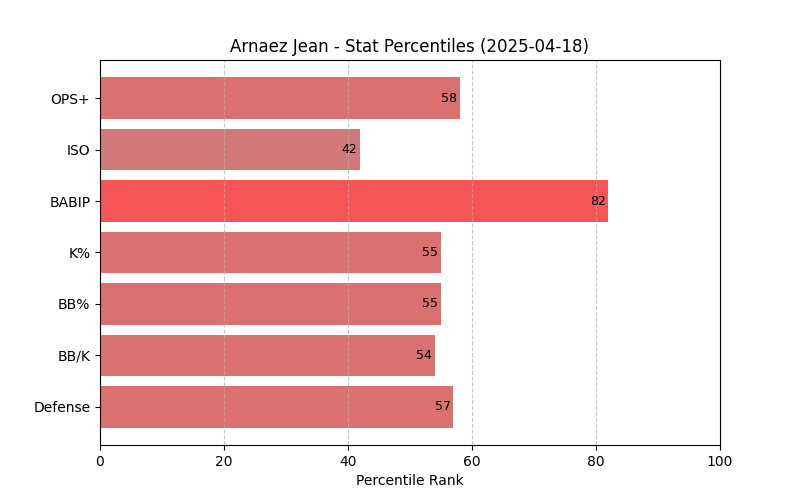 Arnaez Jean - Stat Percentiles (2025-04-18)
OPS+ 58
ISO 42
BABIP 82
K% 55
BB% 55
BB/K 54
Defense 57
0 20 40 60 80 100
Percentile Rank